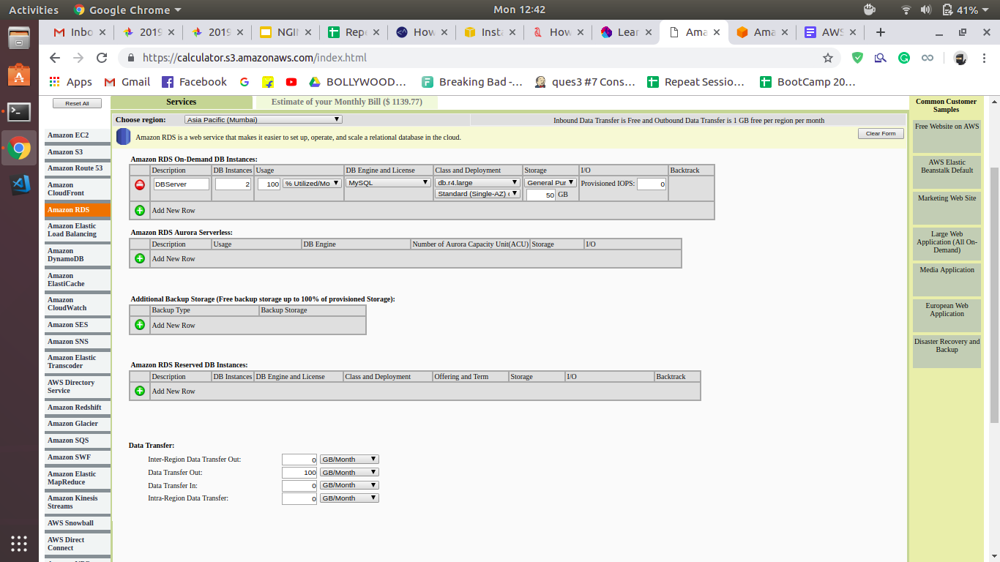 Activities Google Chrome Mon 12:42 41%
Inbo 2019 2019 NGII Rep How Insta How Lear Ama Ama AWS
https://calculator.s3.amazonaws.com/index.html
Apps Gmail Facebook BOLLYWOOD... Breaking Bad -... ques3 #7 Cons... Repeat Sessio... BootCamp 20...
Reset All Services Estimate of your Monthly Bill ($ 1139.77)
Choose region: Asia Pacific (Mumbai) Inbound Data Transfer is Free and Outbound Data Transfer is 1 GB free per region per month
Amazon RDS is a web service that makes it easier to set up, operate, and scale a relational database in the cloud. Clear Form
Amazon EC2
Amazon S3
Amazon Route 53
Amazon
CloudFront
Amazon RDS
Amazon Elastic
Load Balancing
Amazon
DynamoDB
Amazon
ElastiCache
Amazon
CloudWatch
Amazon SES
Amazon SNS
Amazon Elastic
Transcoder
AWS Directory
Service
Amazon Redshift
Amazon Glacier
Amazon SQS
Amazon SWF
Amazon Elastic
MapReduce
Amazon Kinesis
Streams
AWS Snowball
AWS Direct
Connect
Amazon RDS On-Demand DB Instances:
Description DB Instances Usage DB Engine and License Class and Deployment Storage I/O Backtrack
DBServer 2 100 % Utilized/Mo MySQL db.r4.large General Pur Provisioned IOPS: 0
Standard (Single-AZ) 50 GB
Add New Row
Amazon RDS Aurora Serverless:
Description Usage DB Engine Number of Aurora Capacity Unit(ACU) Storage I/O
Add New Row
Additional Backup Storage (Free backup storage up to 100% of provisioned Storage):
Backup Type Backup Storage
Add New Row
Amazon RDS Reserved DB Instances:
Description DB Instances DB Engine and License Class and Deployment Offering and Term Storage I/O Backtrack
Add New Row
Data Transfer:
Inter-Region Data Transfer Out: 0 GB/Month
Data Transfer Out: 100 GB/Month
Data Transfer In: 0 GB/Month
Intra-Region Data Transfer: 0 GB/Month
Common Customer
Samples
Free Website on AWS
AWS Elastic
Beanstalk Default
Marketing Web Site
Large Web
Application (All On-
Demand)
Media Application
European Web
Application
Disaster Recovery and
Backup